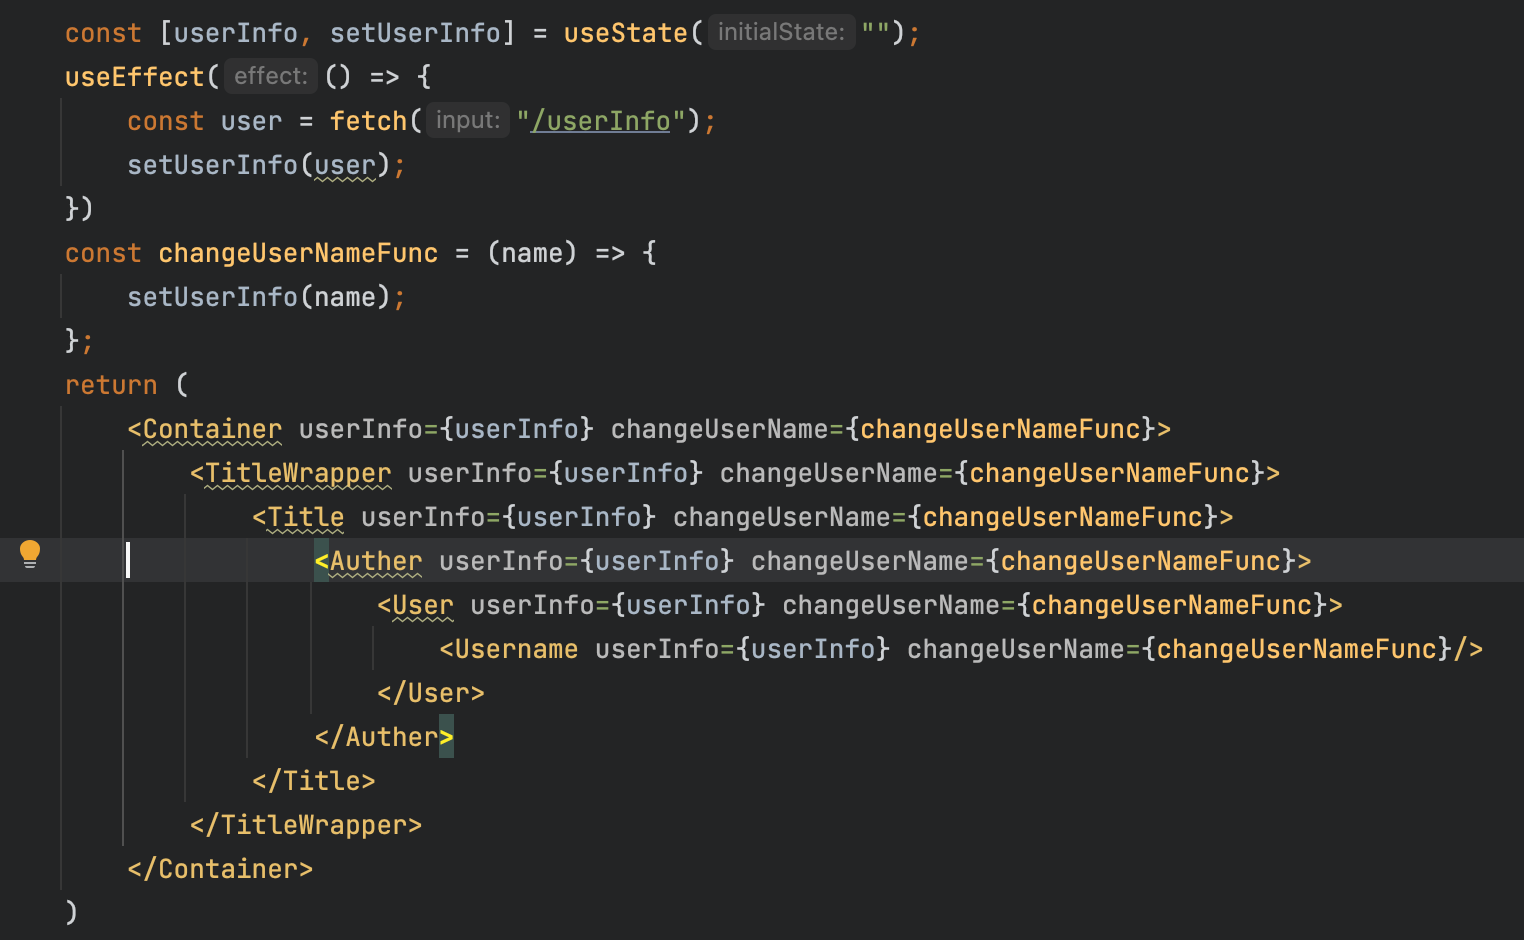 const [userInfo, setUserInfo] = useState( initialState: "");
useEffect( effect: () => {
const user = fetch( input: "/userInfo");
setUserInfo(user);
})
const changeUserNameFunc = (name) => {
setUserInfo(name);
};
return (
<Container userInfo={userInfo} changeUserName={changeUserNameFunc}>
<TitleWrapper userInfo={userInfo} changeUserName={changeUserNameFunc}>
<Title userInfo={userInfo} changeUserName={changeUserNameFunc}>
<Auther userInfo={userInfo} changeUserName={changeUserNameFunc}>
<User userInfo={userInfo} changeUserName={changeUserNameFunc}>
<Username userInfo={userInfo} changeUserName={changeUserNameFunc}/>
</User>
</Auther>
</Title>
</TitleWrapper>
</Container>
)